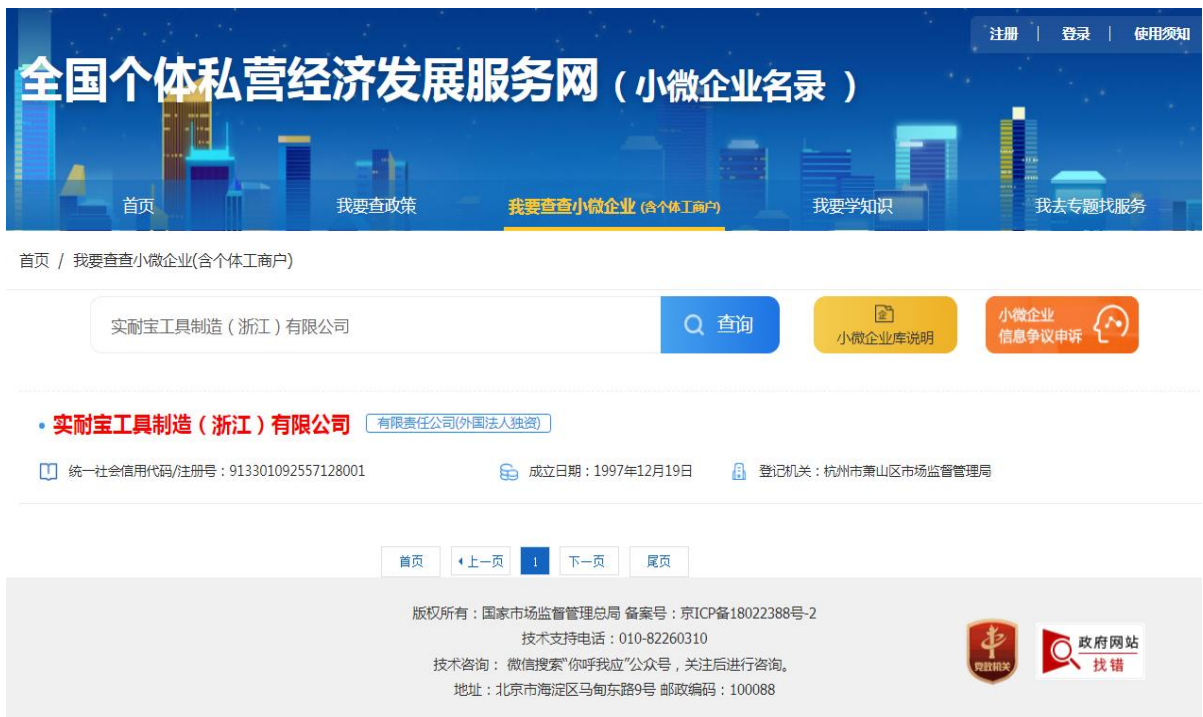 注册 | 登录 | 使用须知
全国个体私营经济发展服务网（小微企业名录 ）
首页 我要查政策 我要查查小微企业 (含个体工商户) 我要学知识 我去专题找服务
首页 / 我要查查小微企业(含个体工商户)
实耐宝工具制造（浙江）有限公司 查询 小微企业库说明 小微企业
信息争议申诉
• 实耐宝工具制造（浙江）有限公司 有限责任公司(外国法人独资)
统一社会信用代码/注册号：913301092557128001 成立日期：1997年12月19日 登记机关：杭州市萧山区市场监督管理局
首页 上一页 1 下一页 尾页
版权所有：国家市场监督管理总局 备案号：京ICP备18022388号-2
技术支持电话：010-82260310
技术咨询： 微信搜索"你呼我应"公众号，关注后进行咨询。
地址：北京市海淀区马甸东路9号 邮政编码：100088
党政机关
政府网站
找错